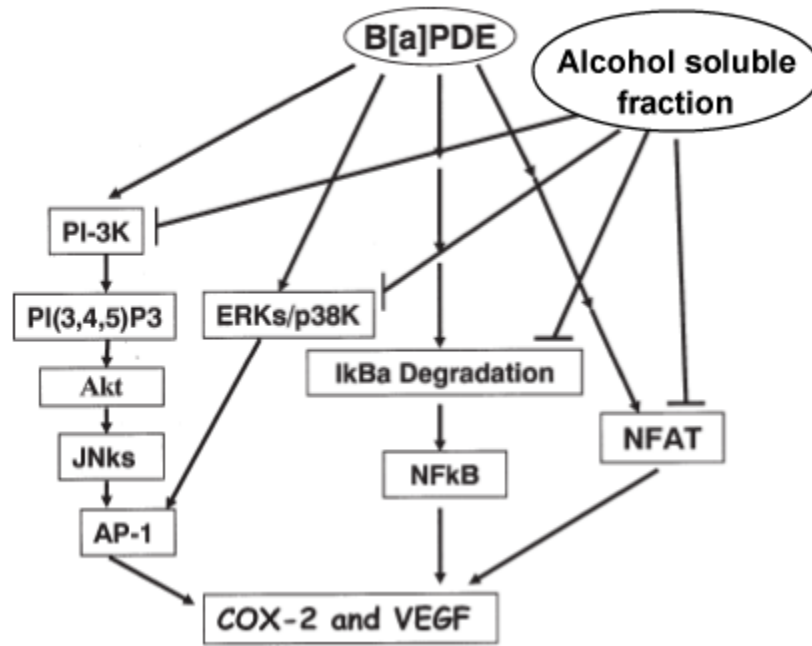 B[a]PDE
Alcohol soluble
fraction
PI-3K
PI(3,4,5)P3
ERKs/p38K
IkBa Degradation
Akt
NFAT
JNks
NFkB
AP-1
COX-2 and VEGF